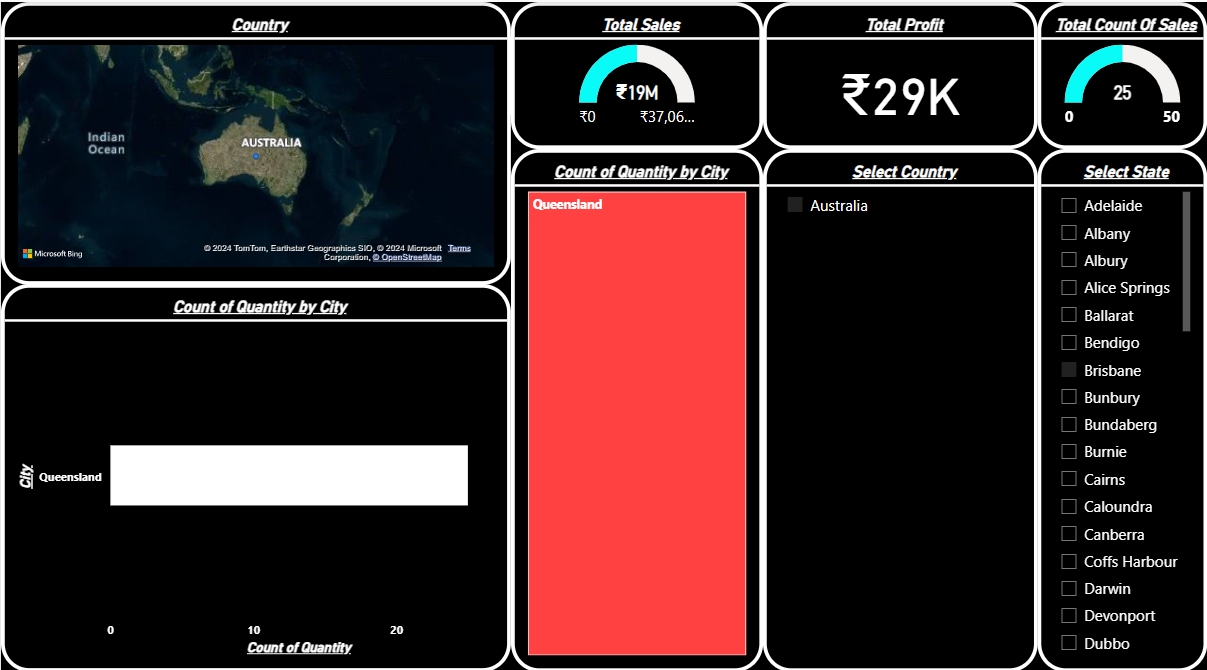 Country
Indian
Ocean
AUSTRALIA
Microsoft Bing
© 2024 TomTom, Earthstar Geographics SIO, © 2024 Microsoft Terms
Corporation, © OpenStreetMap
Total Sales
₹19M
₹0
₹37,06...
Total Profit
₹29K
Total Count Of Sales
25
0
50
Count of Quantity by City
City
Queensland
0
10
20
Count of Quantity
Count of Quantity by City
Queensland
Select Country
Australia
Select State
Adelaide
Albany
Albury
Alice Springs
Ballarat
Bendigo
Brisbane
Bunbury
Bundaberg
Burnie
Cairns
Caloundra
Canberra
Coffs Harbour
Darwin
Devonport
Dubbo